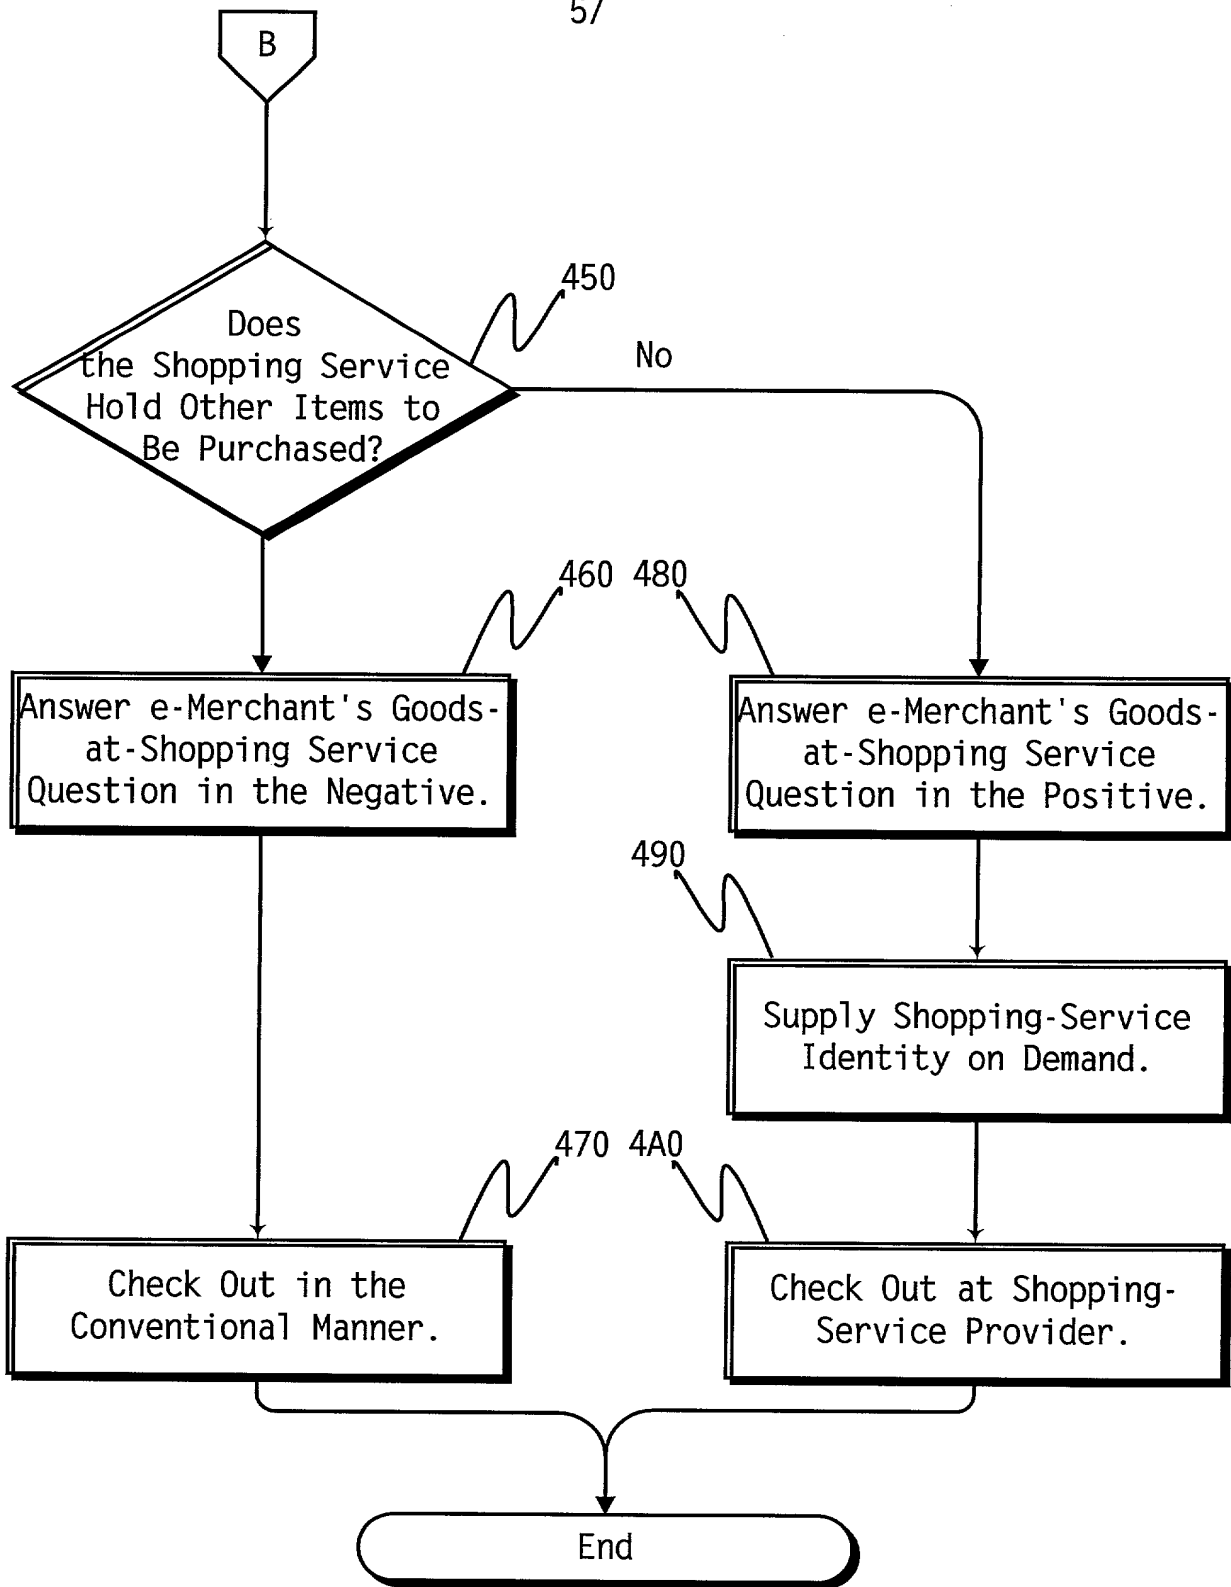 B
Does
the Shopping Service
Hold Other Items to
Be Purchased?
450
No
460
480
Answer e-Merchant's Goods-
at-Shopping Service
Question in the Negative.
Answer e-Merchant's Goods-
at-Shopping Service
Question in the Positive.
490
Supply Shopping-Service
Identity on Demand.
470
4A0
Check Out in the
Conventional Manner.
Check Out at Shopping-
Service Provider.
End